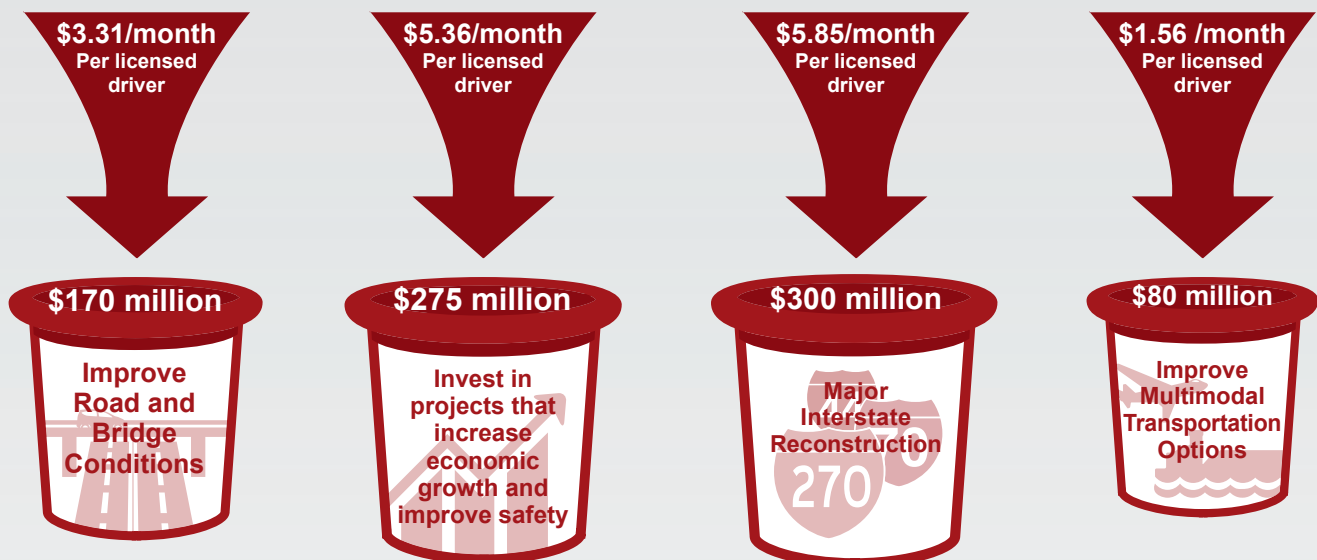 $3.31/month
Per licensed
driver
$5.36/month
Per licensed
driver
$5.85/month
Per licensed
driver
$1.56 /month
Per licensed
driver
$170 million
Improve
Road and
Bridge
Conditions
$275 million
Invest in
projects that
increase
economic
growth and
improve safety
$300 million
Major
Interstate
Reconstruction
44
70
270
$80 million
Improve
Multimodal
Transportation
Options